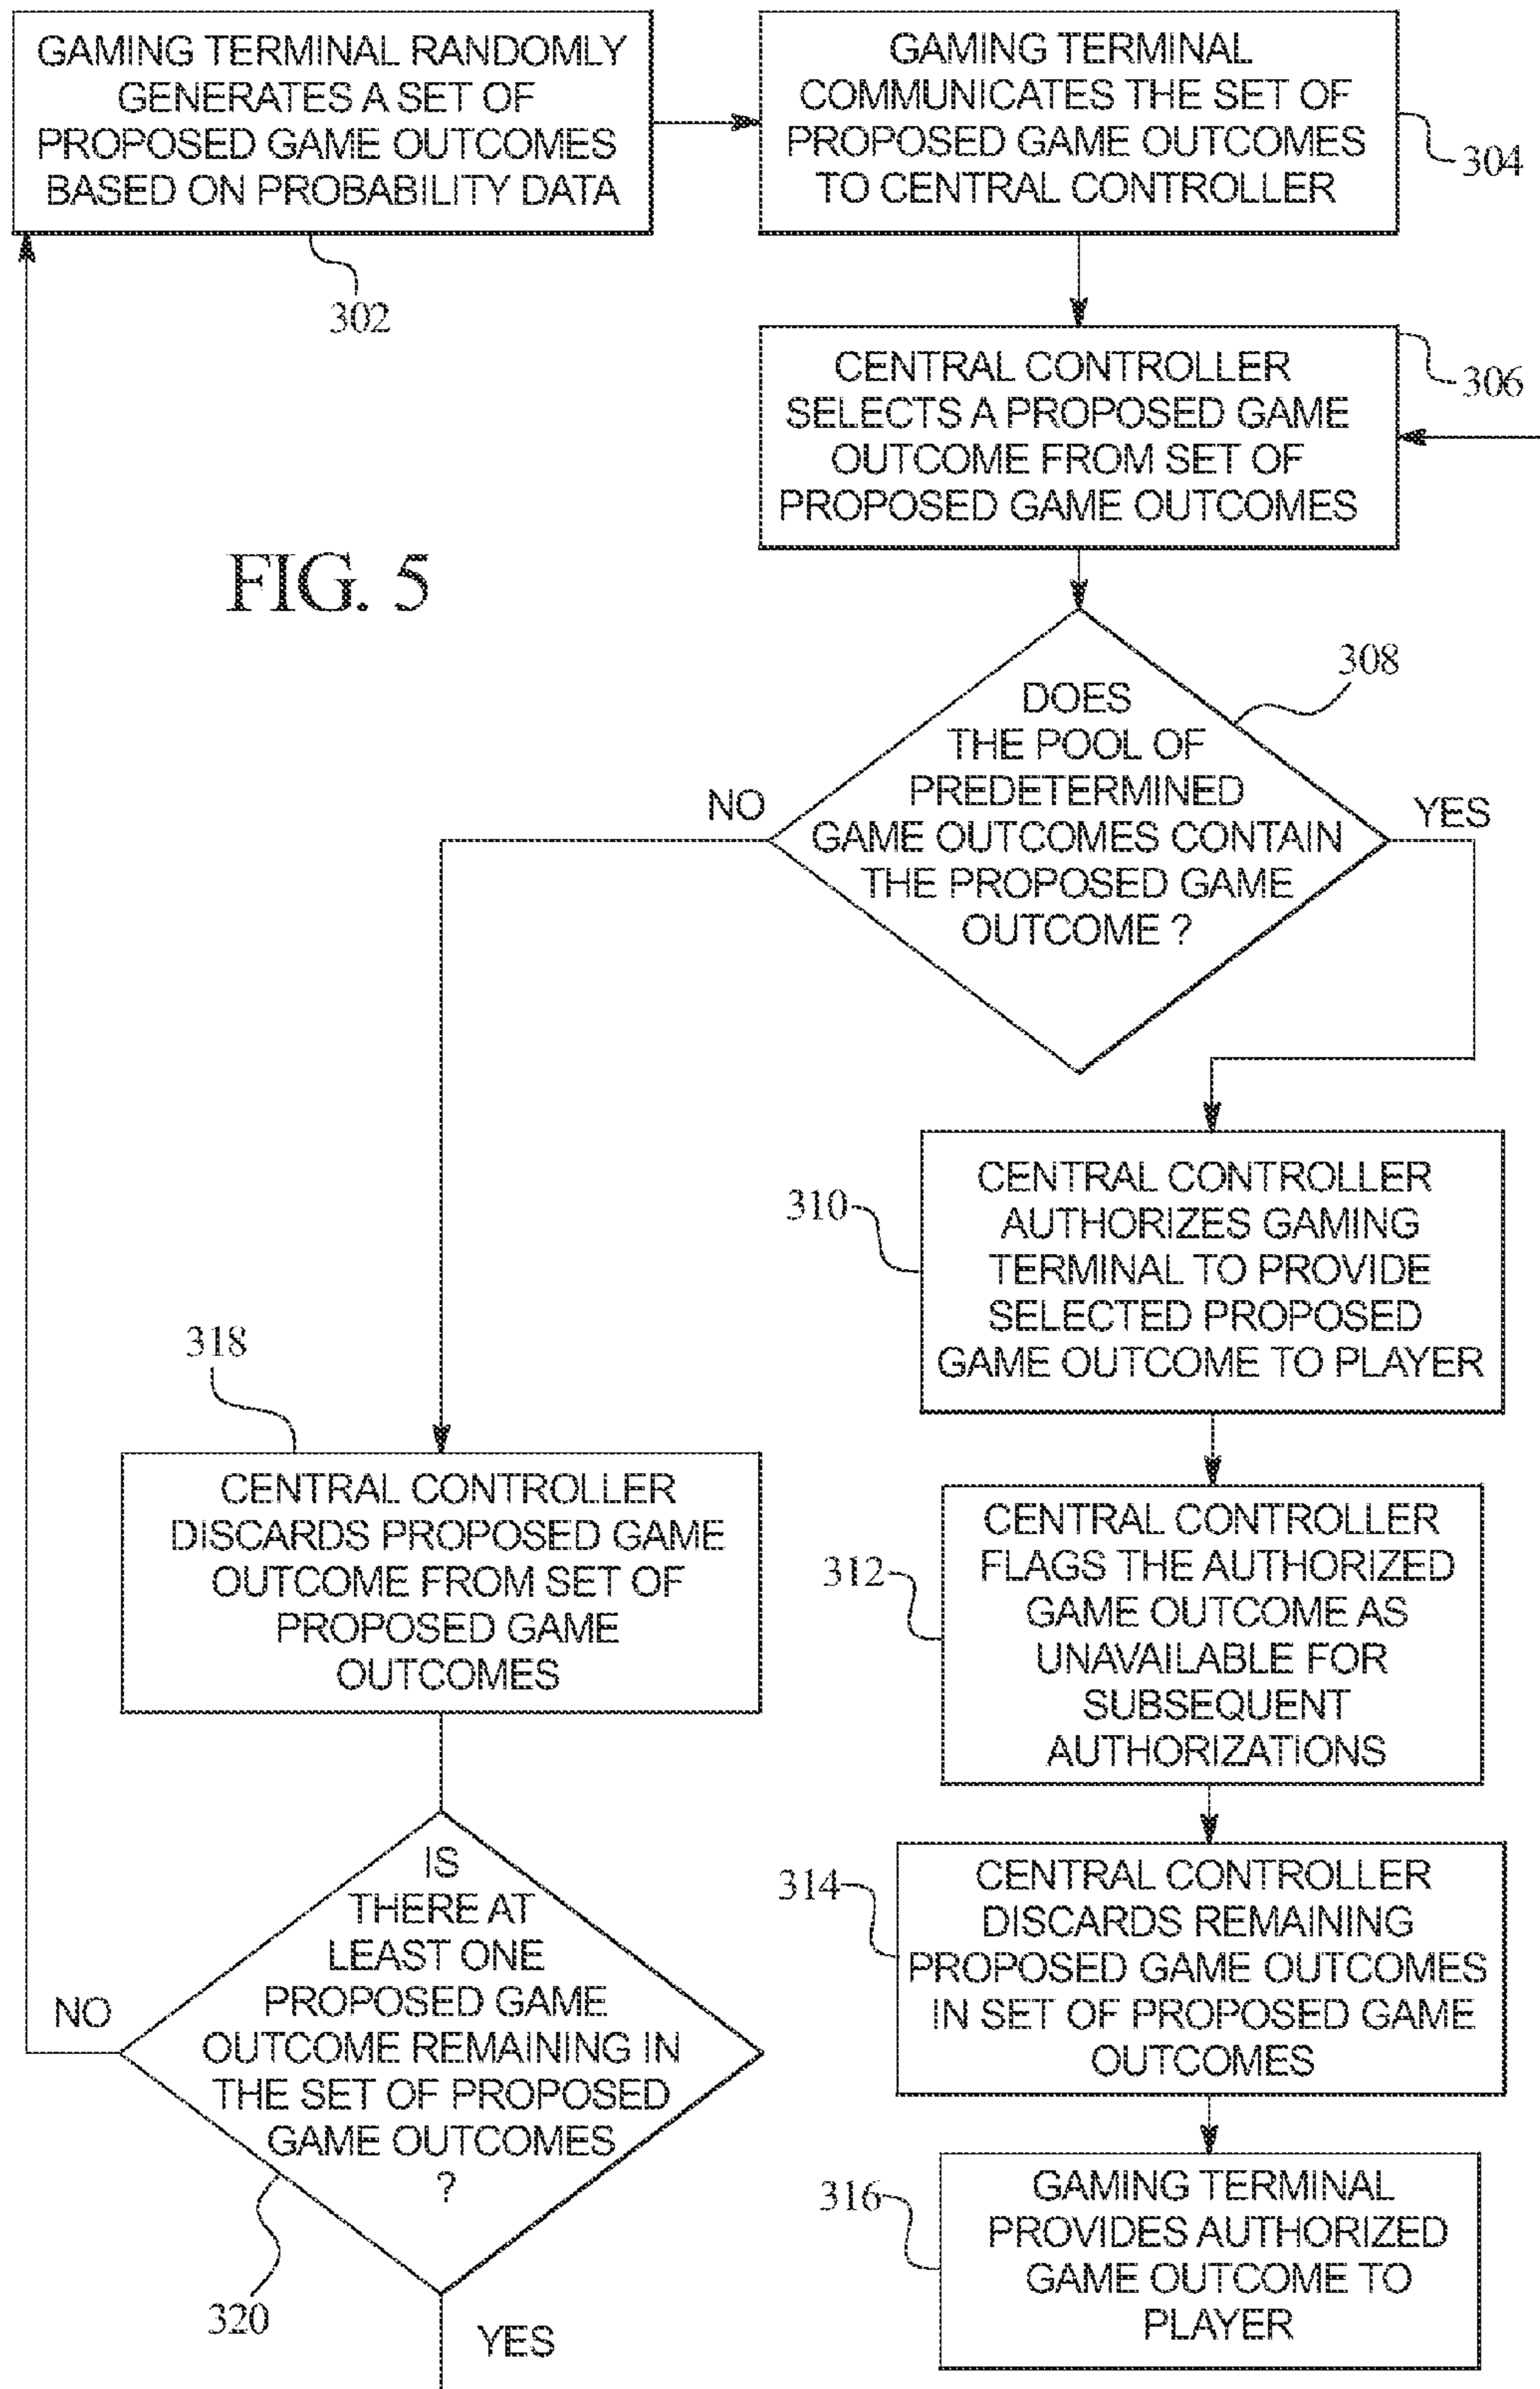 GAMING TERMINAL RANDOMLY
GENERATES A SET OF
PROPOSED GAME OUTCOMES
BASED ON PROBABILITY DATA
302
GAMING TERMINAL
COMMUNICATES THE SET OF
PROPOSED GAME OUTCOMES
TO CENTRAL CONTROLLER
304
CENTRAL CONTROLLER
SELECTS A PROPOSED GAME
OUTCOME FROM SET OF
PROPOSED GAME OUTCOMES
306
FIG. 5
DOES
THE POOL OF
PREDETERMINED
GAME OUTCOMES CONTAIN
THE PROPOSED GAME
OUTCOME ?
308
NO
YES
CENTRAL CONTROLLER
AUTHORIZES GAMING
TERMINAL TO PROVIDE
SELECTED PROPOSED
GAME OUTCOME TO PLAYER
310
CENTRAL CONTROLLER
FLAGS THE AUTHORIZED
GAME OUTCOME AS
UNAVAILABLE FOR
SUBSEQUENT
AUTHORIZATIONS
312
CENTRAL CONTROLLER
DISCARDS REMAINING
PROPOSED GAME OUTCOMES
IN SET OF PROPOSED GAME
OUTCOMES
314
GAMING TERMINAL
PROVIDES AUTHORIZED
GAME OUTCOME TO
PLAYER
316
318
CENTRAL CONTROLLER
DISCARDS PROPOSED GAME
OUTCOME FROM SET OF
PROPOSED GAME
OUTCOMES
IS
THERE AT
LEAST ONE
PROPOSED GAME
OUTCOME REMAINING IN
THE SET OF PROPOSED
GAME OUTCOMES
?
NO
320
YES